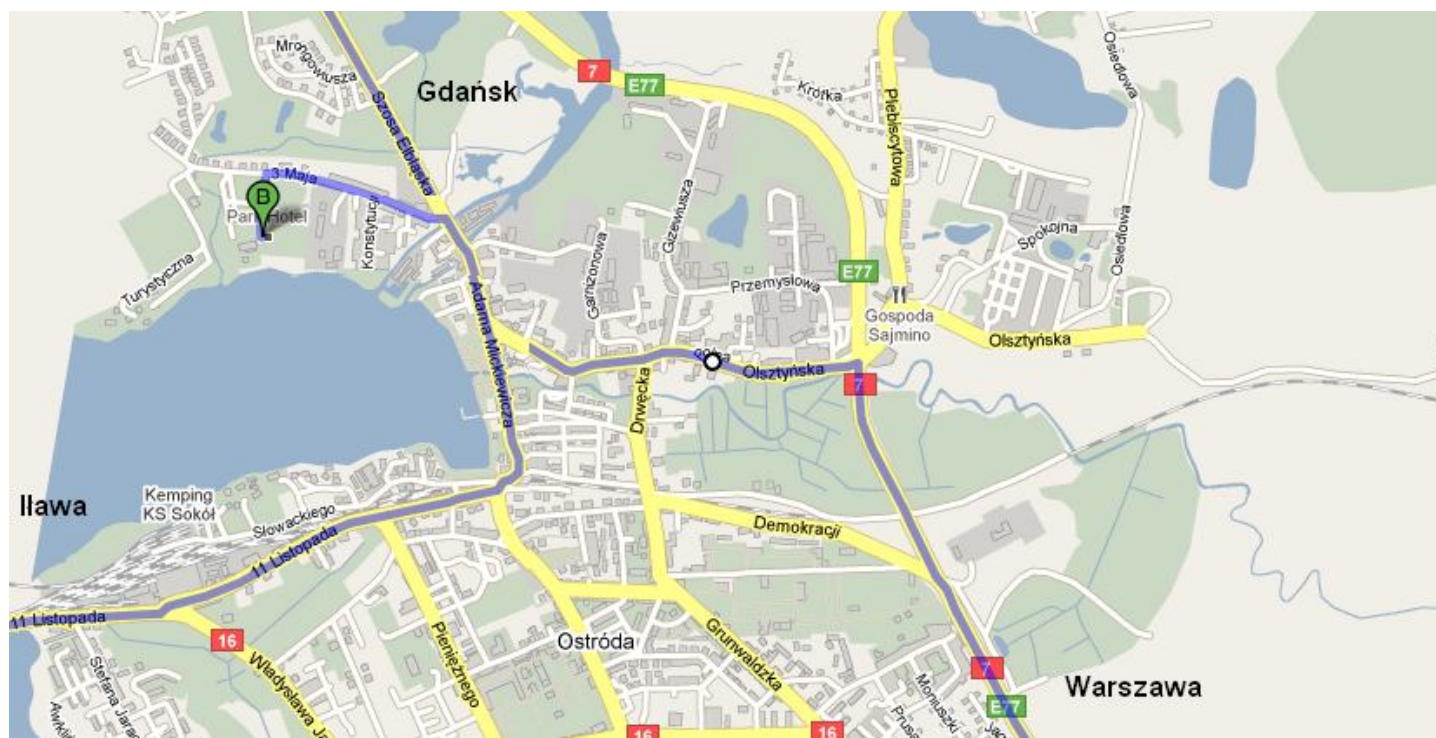 Mrongowiusza
Gdańsk
7
E77
Krótka
Osiedlowa
Szosa Elbląska
Plebiscytowa
3 Maja
B
Park Hotel
Konstytucji
Giżewiusza
Spokojna
Osiedlowa
Turystyczna
Garnizonowa
Przemysłowa
E77
Adama Mickiewicza
Gospoda
Sajmino
Olsztyńska
Olsztyńska
7
Drwęcka
Iława
Kemping
KS Sokół
Słowackiego
Demokracji
11 Listopada
11 Listopada
16
Ostróda
Pieniężnego
Grunwaldzka
Władysława
Stefana
7
Warszawa
E77
Moniuszki
16
16